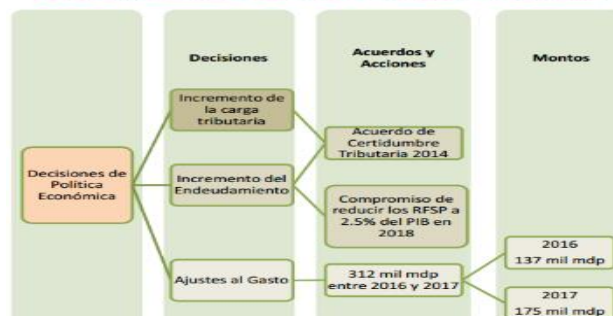 Decisiones
Acuerdos y
Acciones
Montos
Decisiones de
Política
Económica
Incremento de
la carga
tributaria
Incremento del
Endeudamiento
Ajustes al Gasto
Acuerdo de
Certidumbre
Tributaria 2014
Compromiso de
reducir los RFSP a
2.5% del PIB en
2018
312 mil mdp
entre 2016 y 2017
2016
137 mil mdp
2017
175 mil mdp